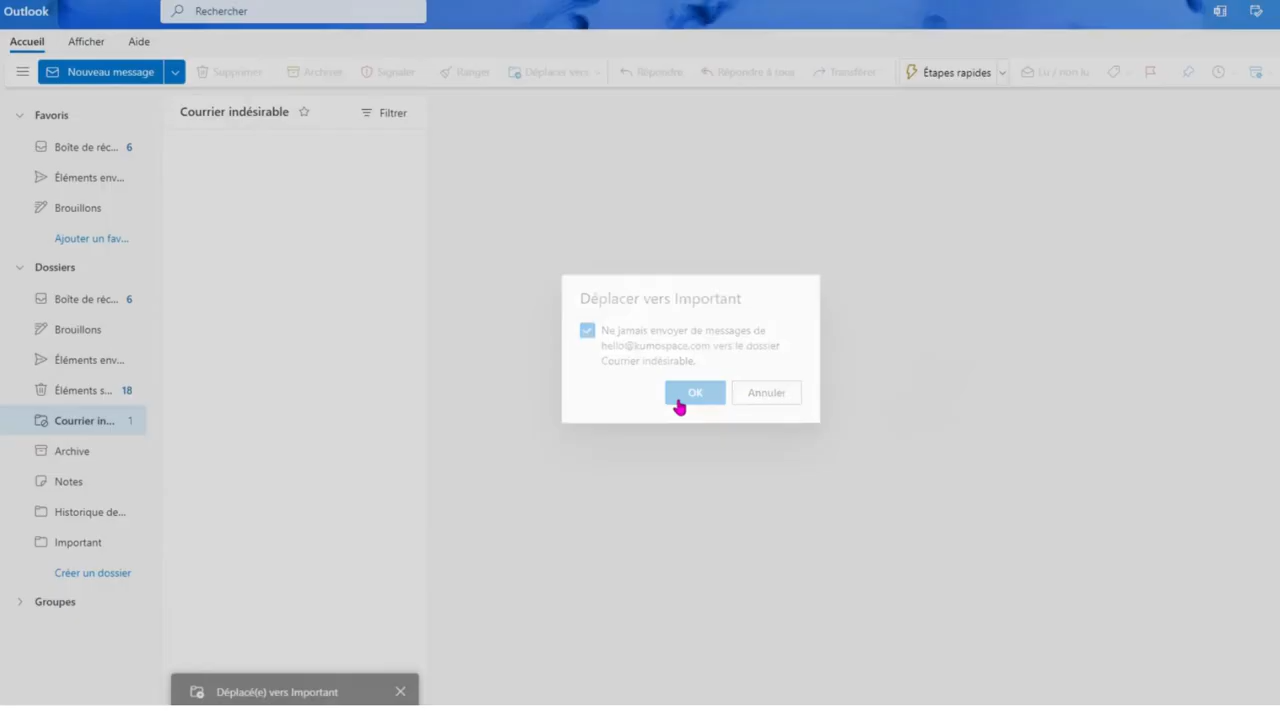 Outlook
Rechercher
Accueil
Afficher
Aide
Nouveau message
Supprimer
Archiver
Signaler
Ranger
Déplacer vers
Répondre
Répondre à tous
Transférer
Étapes rapides
Lu / non lu
Favoris
Boîte de réc... 6
Éléments env...
Brouillons
Ajouter un fav...
Dossiers
Boîte de réc... 6
Brouillons
Éléments env...
Éléments s... 18
Courrier in... 1
Archive
Notes
Historique de...
Important
Créer un dossier
Groupes
Courrier indésirable
Filtrer
Déplacer vers Important
Ne jamais envoyer de messages de
hello@kumospace.com vers le dossier
Courrier indésirable.
OK
Annuler
Déplacé(e) vers Important